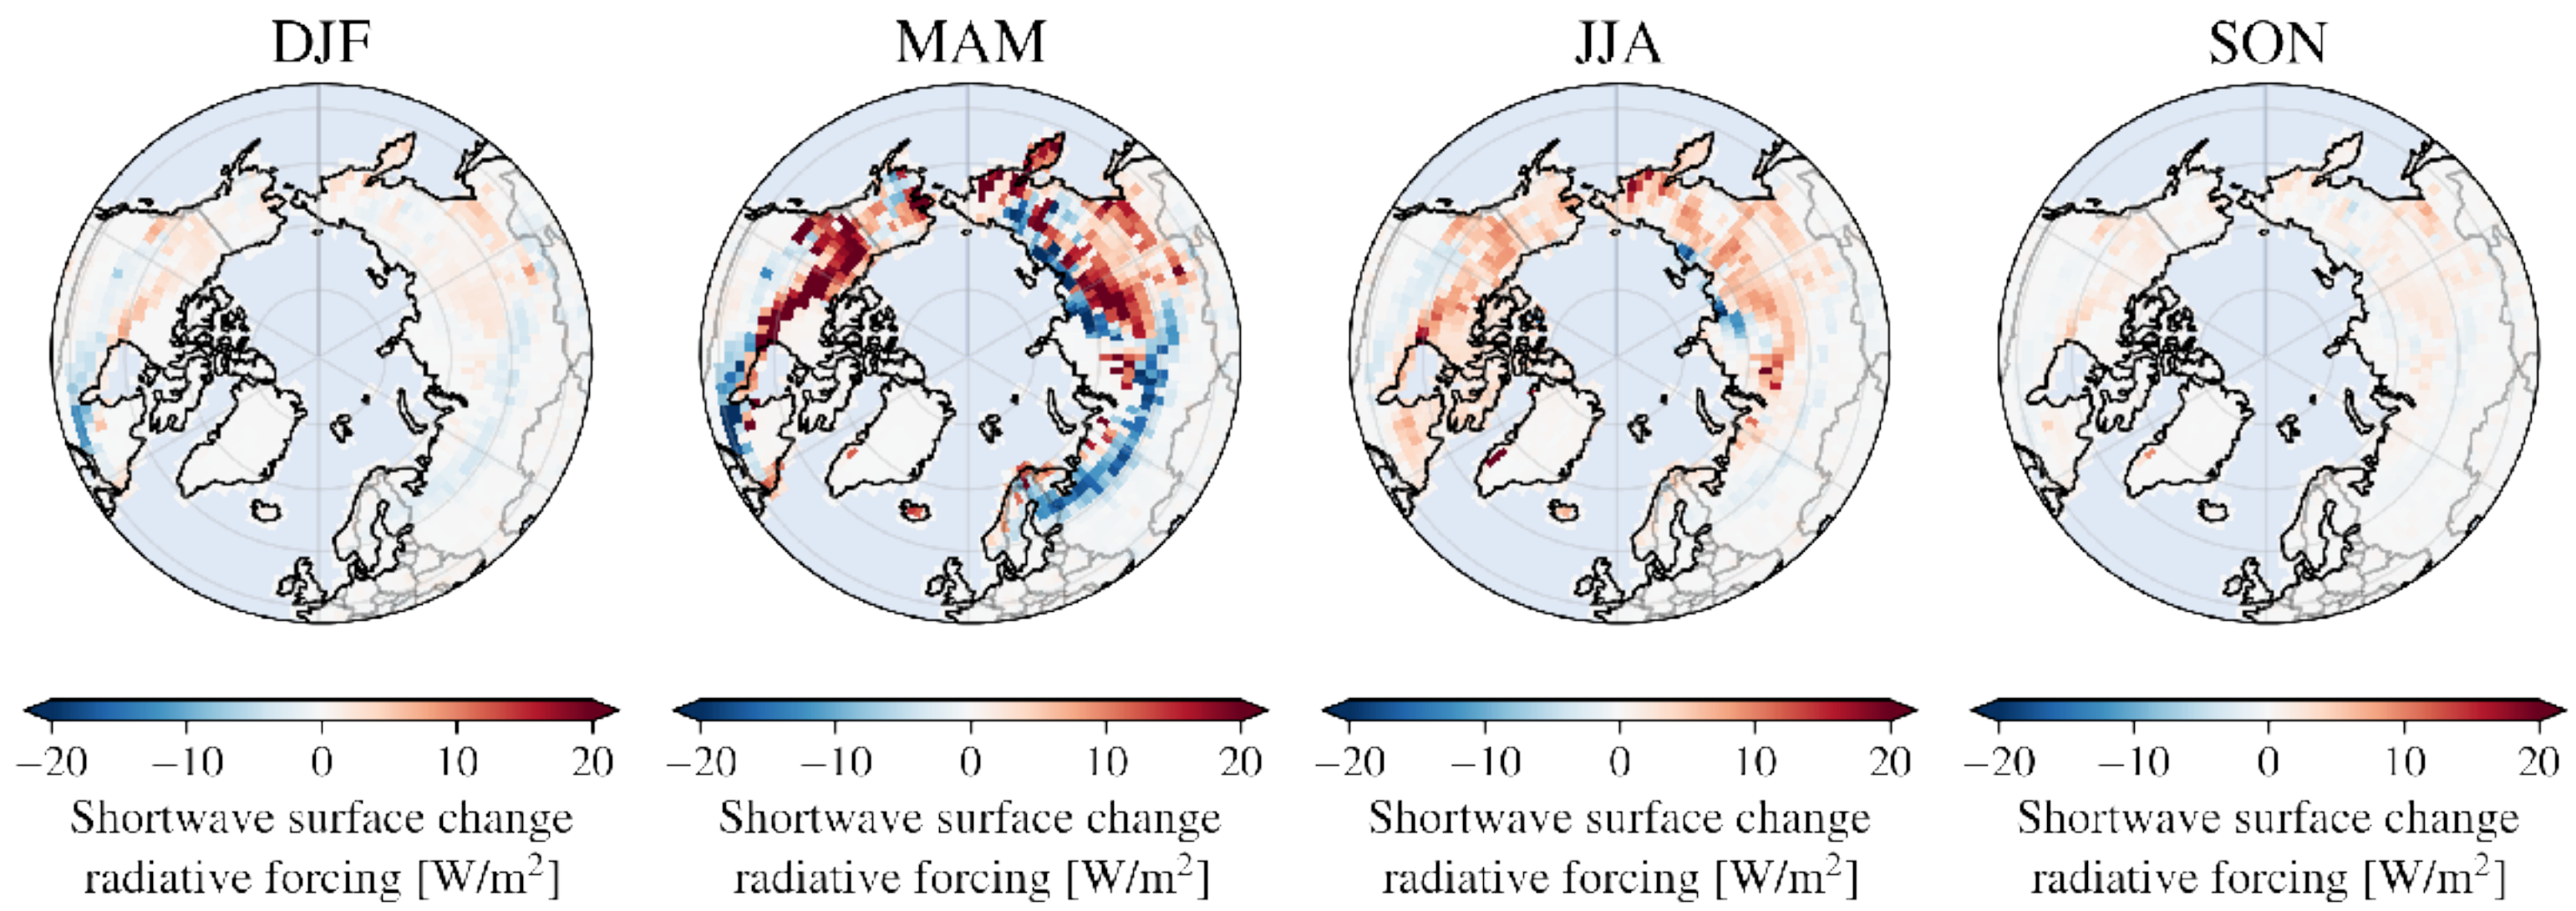 DJF MAM JJA SON
−20 −10 0 10 20 −20 −10 0 10 20 −20 −10 0 10 20 −20 −10 0 10 20
Shortwave surface change Shortwave surface change Shortwave surface change Shortwave surface change
radiative forcing [W/m²] radiative forcing [W/m²] radiative forcing [W/m²] radiative forcing [W/m²]